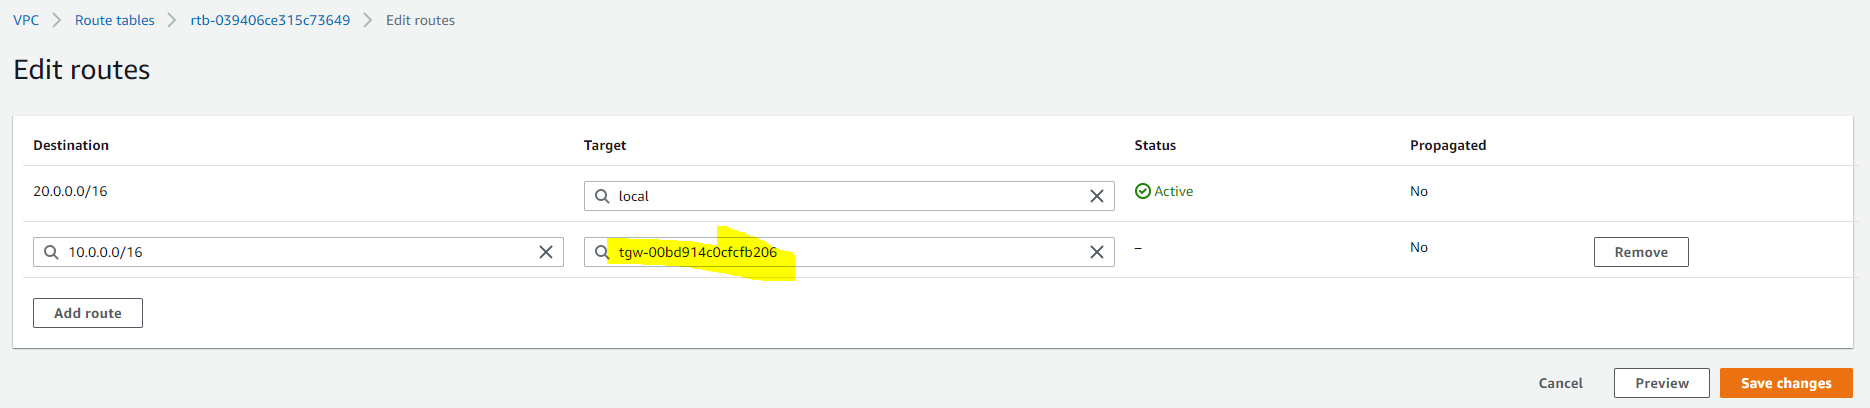 VPC > Route tables > rtb-039406ce315c73649 > Edit routes
Edit routes
Destination Target Status Propagated
20.0.0.0/16 local Active No
10.0.0.0/16 tgw-00bd914c0cfcfb206 – No Remove
Add route
Cancel Preview Save changes